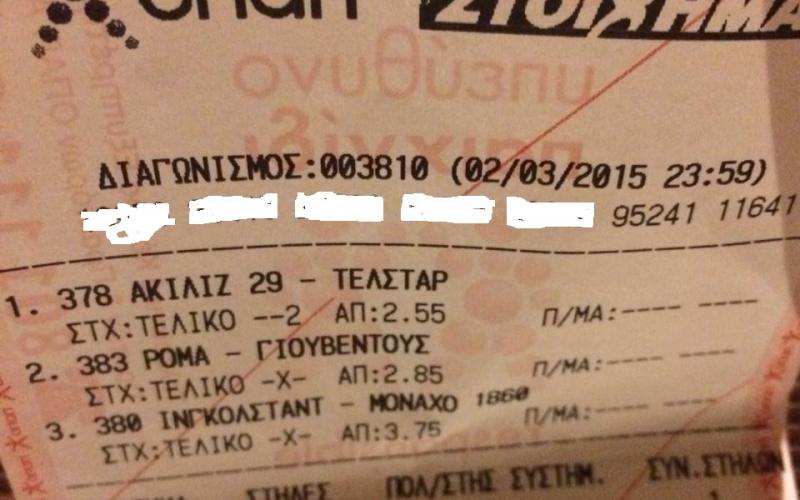 ΟΠΑΠ ΣΤΟΙΧΗΜΑ
ΔΙΑΓΩΝΙΣΜΟΣ:003810 (02/03/2015 23:59)
95241 11641
1. 378 ΑΚΙΛΙΖ 29 - ΤΕΛΣΤΑΡ
ΣΤΧ:ΤΕΛΙΚΟ --2 ΑΠ:2.55 Π/ΜΑ:---- ----
2. 383 ΡΟΜΑ - ΓΙΟΥΒΕΝΤΟΥΣ
ΣΤΧ:ΤΕΛΙΚΟ -Χ- ΑΠ:2.85 Π/ΜΑ:---- ----
3. 380 ΙΝΓΚΟΛΣΤΑΝΤ - ΜΟΝΑΧΟ 1860
ΣΤΧ:ΤΕΛΙΚΟ -Χ- ΑΠ:3.75 Π/ΜΑ:---- ----
ΣΤΗΛΕΣ ΠΟΛ/ΣΤΗΣ ΣΥΣΤΗΜ. ΣΥΝ.ΣΤΗΛΩΝ